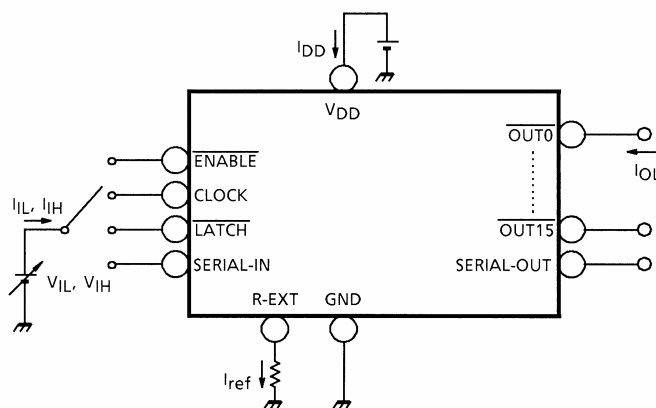 IDD
VDD
ENABLE
CLOCK
LATCH
SERIAL-IN
IIL, IIH
VIL, VIH
OUT0
IOL
OUT15
SERIAL-OUT
R-EXT GND
Iref